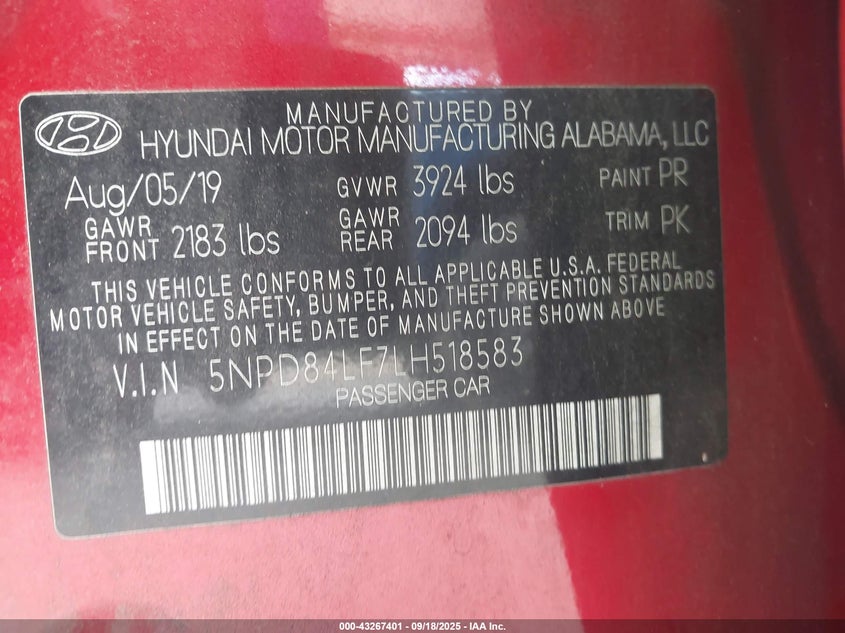 MANUFACTURED BY
HYUNDAI MOTOR MANUFACTURING ALABAMA, LLC
Aug/05/19 GVWR 3924 lbs PAINT PR
GAWR FRONT 2183 lbs GAWR REAR 2094 lbs TRIM PK
THIS VEHICLE CONFORMS TO ALL APPLICABLE U.S.A. FEDERAL
MOTOR VEHICLE SAFETY, BUMPER, AND THEFT PREVENTION STANDARDS
IN EFFECT ON THE DATE OF MANUFACTURE SHOWN ABOVE
V.I.N 5NPD84LF7LH518583
PASSENGER CAR
000-43267401 - 09/18/2025 - IAA Inc.